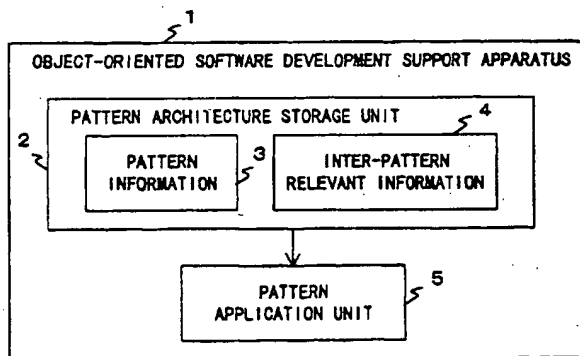 1
OBJECT-ORIENTED SOFTWARE DEVELOPMENT SUPPORT APPARATUS
PATTERN ARCHITECTURE STORAGE UNIT
4
2
PATTERN
INFORMATION
3
INTER-PATTERN
RELEVANT INFORMATION
PATTERN
APPLICATION UNIT
5